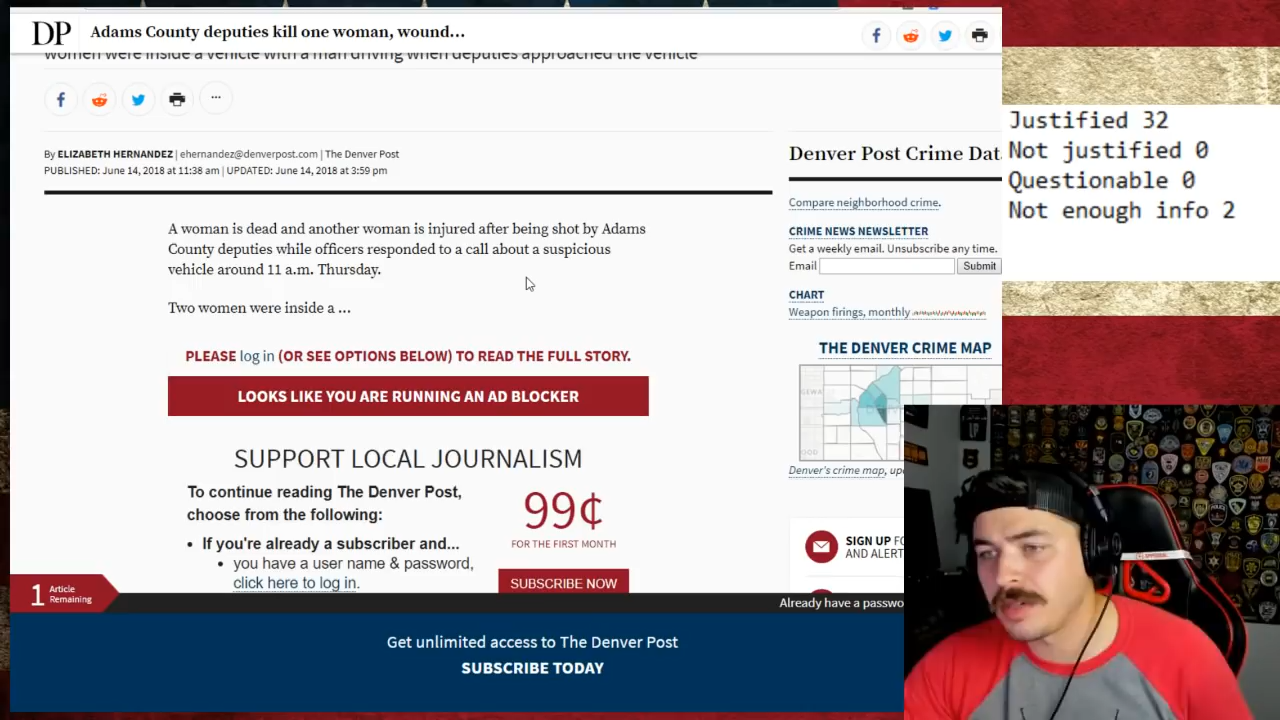 DP
Adams County deputies kill one woman, wound...
women were inside a vehicle with a man driving when deputies approached the vehicle
By ELIZABETH HERNANDEZ | ehernandez@denverpost.com | The Denver Post
PUBLISHED: June 14, 2018 at 11:38 am | UPDATED: June 14, 2018 at 3:59 pm
A woman is dead and another woman is injured after being shot by Adams
County deputies while officers responded to a call about a suspicious
vehicle around 11 a.m. Thursday.
Two women were inside a ...
PLEASE log in (OR SEE OPTIONS BELOW) TO READ THE FULL STORY.
LOOKS LIKE YOU ARE RUNNING AN AD BLOCKER
SUPPORT LOCAL JOURNALISM
To continue reading The Denver Post,
choose from the following:
• If you're already a subscriber and...
• you have a user name & password,
click here to log in.
99¢
FOR THE FIRST MONTH
SUBSCRIBE NOW
Denver Post Crime Dat
Compare neighborhood crime.
CRIME NEWS NEWSLETTER
Get a weekly email. Unsubscribe any time.
Email
Submit
CHART
Weapon firings, monthly
THE DENVER CRIME MAP
Denver's crime map,
SIGN UP
AND ALERT
1 Article
Remaining
Already have a passwo
Get unlimited access to The Denver Post
SUBSCRIBE TODAY
Justified 32
Not justified 0
Questionable 0
Not enough info 2